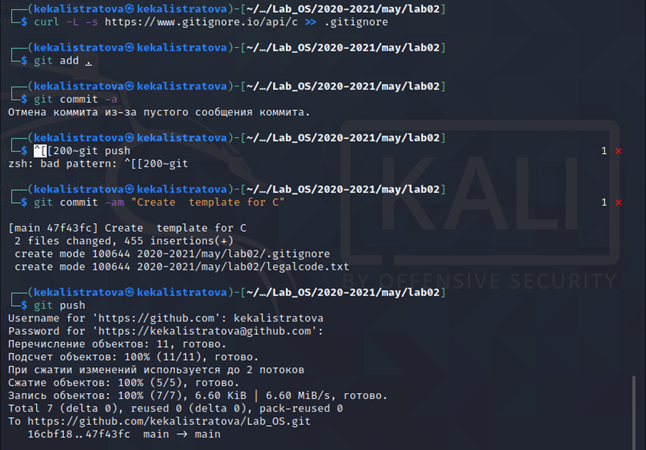 ┌──(kekalistratova㉿kekalistratova)-[~/…/Lab_OS/2020-2021/may/lab02]
└─$ curl -L -s https://www.gitignore.io/api/c >> .gitignore
┌──(kekalistratova㉿kekalistratova)-[~/…/Lab_OS/2020-2021/may/lab02]
└─$ git add .
┌──(kekalistratova㉿kekalistratova)-[~/…/Lab_OS/2020-2021/may/lab02]
└─$ git commit -a
Отмена коммита из-за пустого сообщения коммита.
┌──(kekalistratova㉿kekalistratova)-[~/…/Lab_OS/2020-2021/may/lab02]
└─$ ^[[200~git push 1 ⨯
zsh: bad pattern: ^[[200~git
┌──(kekalistratova㉿kekalistratova)-[~/…/Lab_OS/2020-2021/may/lab02]
└─$ git commit -am "Create  template for C" 1 ⨯
[main 47f43fc] Create  template for C
 2 files changed, 455 insertions(+)
 create mode 100644 2020-2021/may/lab02/.gitignore
 create mode 100644 2020-2021/may/lab02/legalcode.txt
┌──(kekalistratova㉿kekalistratova)-[~/…/Lab_OS/2020-2021/may/lab02]
└─$ git push
Username for 'https://github.com': kekalistratova
Password for 'https://kekalistratova@github.com':
Перечисление объектов: 11, готово.
Подсчет объектов: 100% (11/11), готово.
При сжатии изменений используется до 2 потоков
Сжатие объектов: 100% (5/5), готово.
Запись объектов: 100% (7/7), 6.60 KiB | 6.60 MiB/s, готово.
Total 7 (delta 0), reused 0 (delta 0), pack-reused 0
To https://github.com/kekalistratova/Lab_OS.git
   16cbf18..47f43fc  main -> main
KALI
BY OFFENSIVE SECURITY